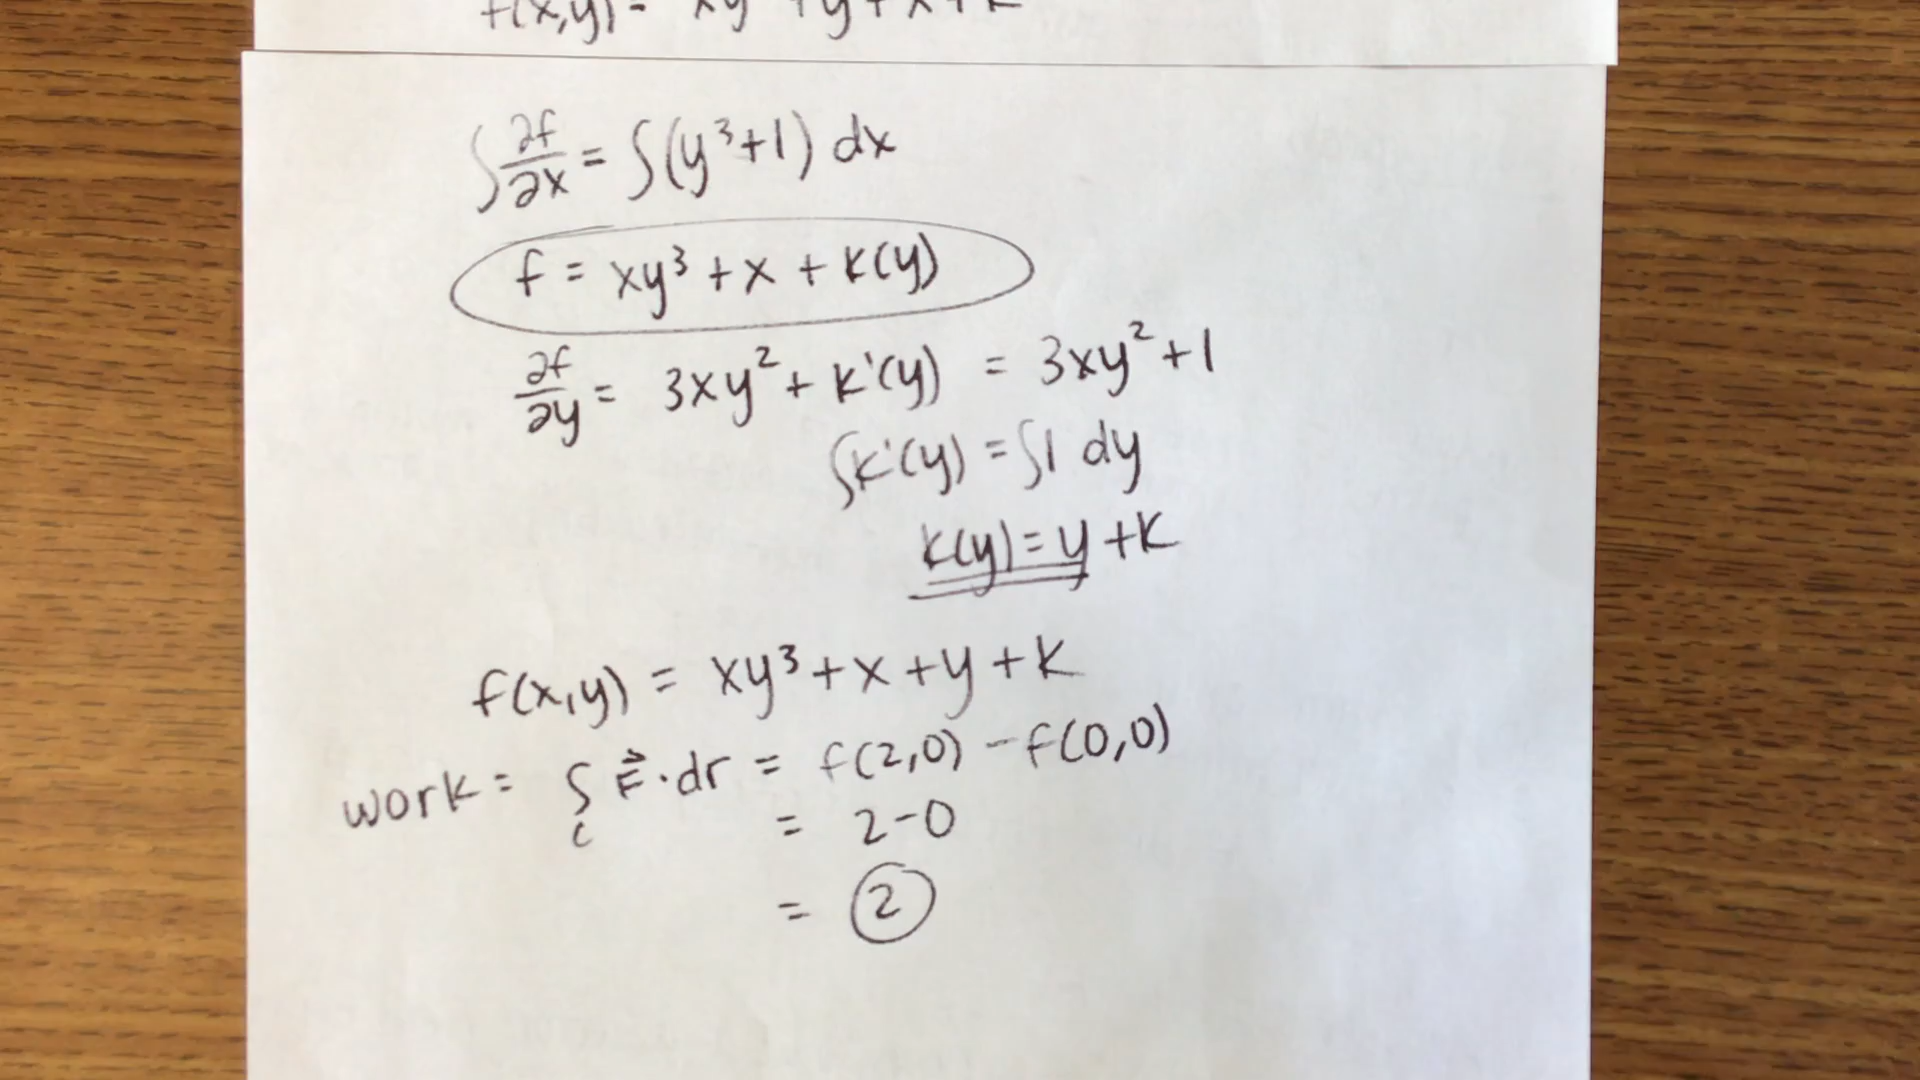 f(x,y) = xy + y + x + k
∫ ∂f/∂x = ∫(y³+1) dx
f = xy³ + x + k(y)
∂f/∂y = 3xy² + k'(y) = 3xy² + 1
∫k'(y) = ∫1 dy
k(y) = y + k
f(x,y) = xy³ + x + y + k
work = ∫_C F⃗ · dr = f(2,0) - f(0,0)
= 2-0
= 2